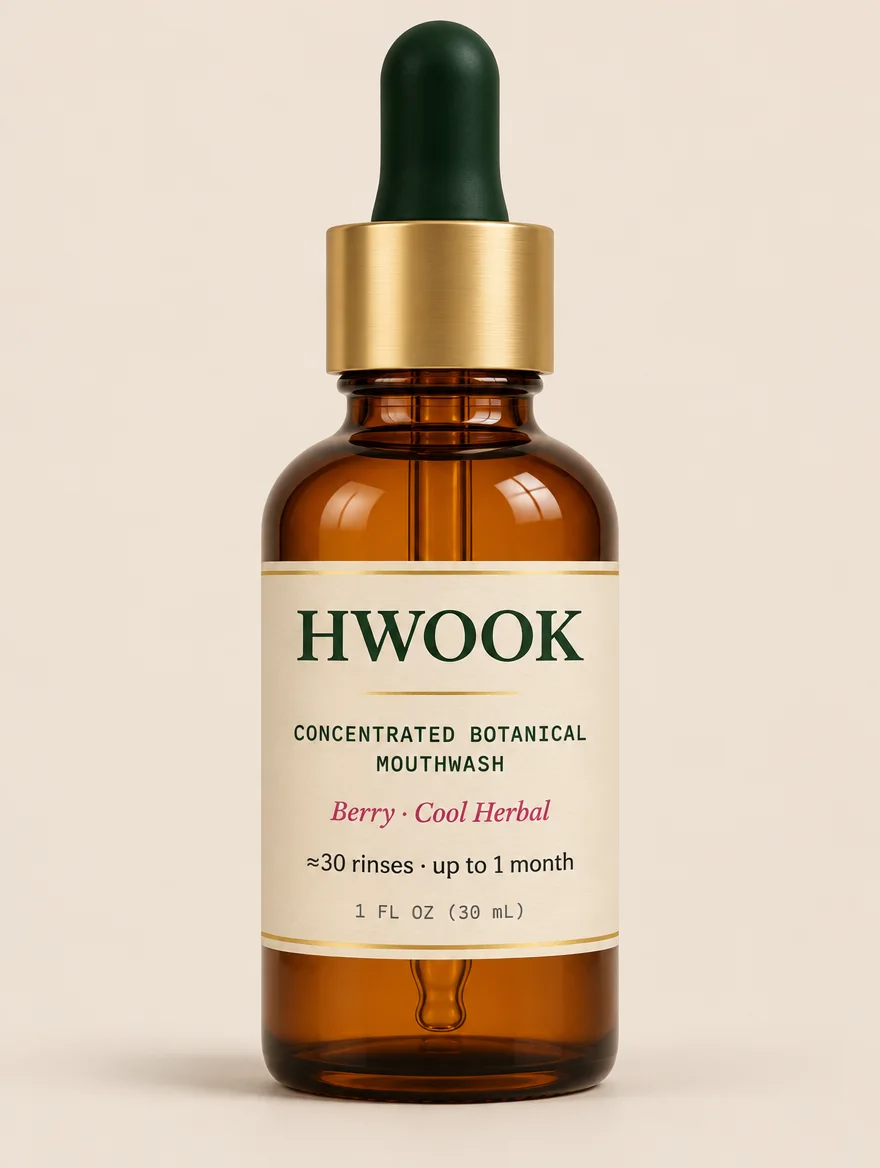 HWOOK
CONCENTRATED BOTANICAL
MOUTHWASH
Berry · Cool Herbal
≈30 rinses · up to 1 month
1 FL OZ (30 mL)